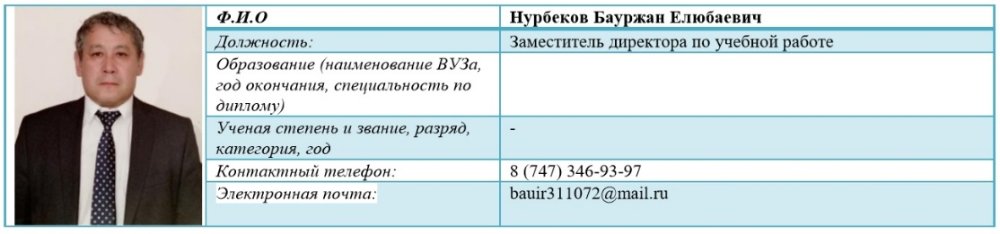 Ф.И.О
Нурбеков Бауржан Елюбаевич
Должность:
Заместитель директора по учебной работе
Образование (наименование ВУЗа,
год окончания, специальность по
диплому)
Ученая степень и звание, разряд,
категория, год
-
Контактный телефон:
8 (747) 346-93-97
Электронная почта:
bauir311072@mail.ru